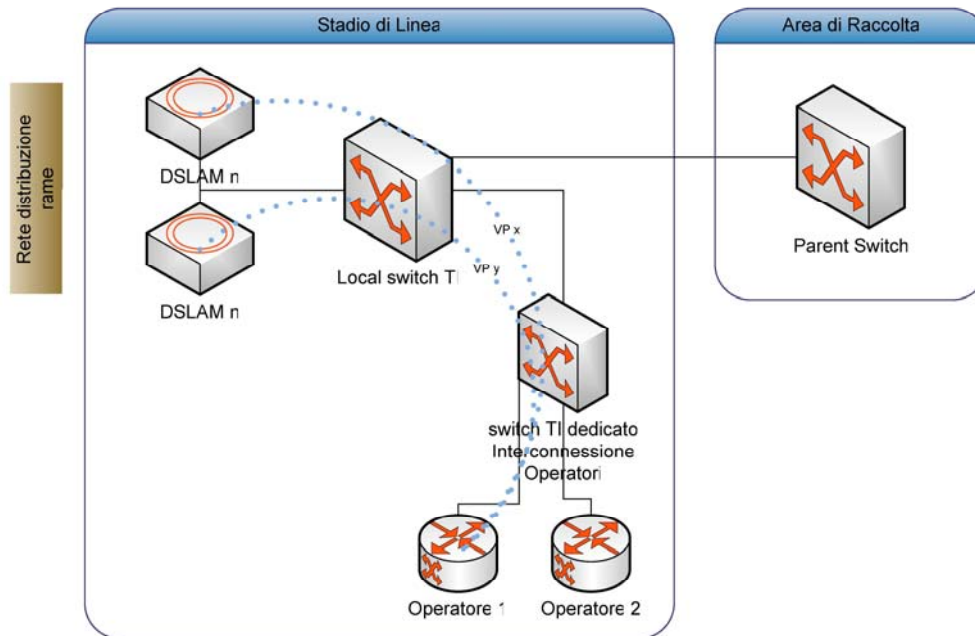 Stadio di Linea
Area di Raccolta
Rete distribuzione
rame
DSLAM n
DSLAM n
Local switch TI
VP x
VP y
Parent Switch
switch TI dedicato
Interconnessione
Operatori
Operatore 1
Operatore 2